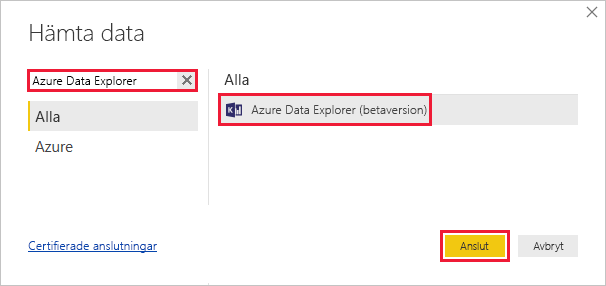 Hämta data
Azure Data Explorer
Alla
Azure
Alla
Azure Data Explorer (betaversion)
Certifierade anslutningar
Anslut
Avbryt